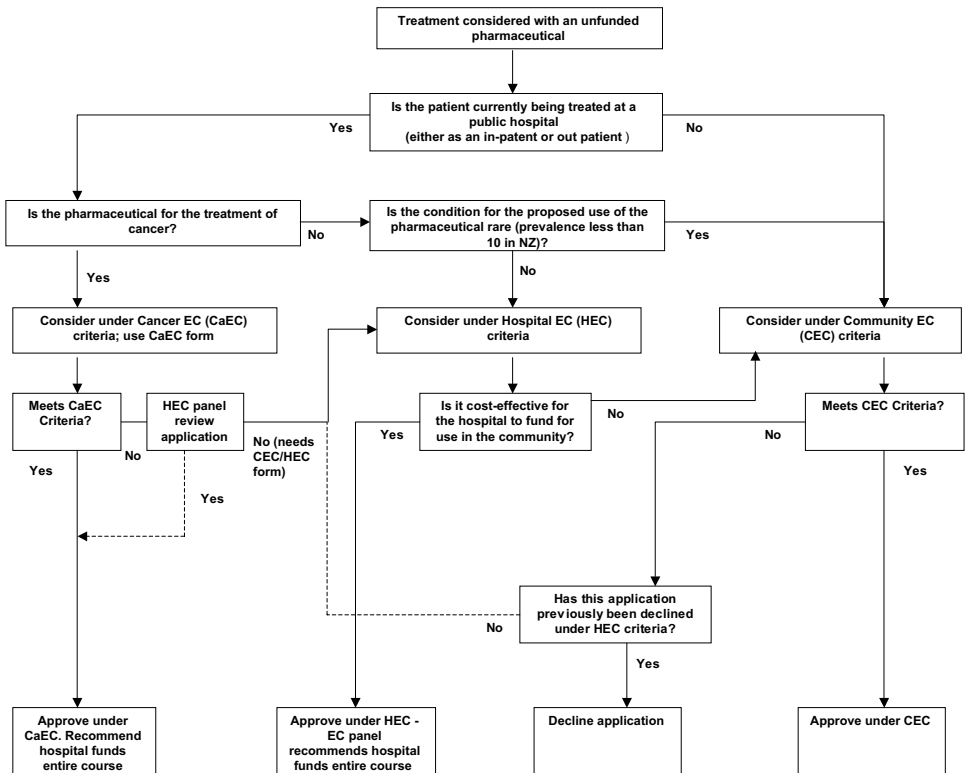 Treatment considered with an unfunded
pharmaceutical
Is the patient currently being treated at a
public hospital
(either as an in-patent or out patient )
Yes
No
Is the pharmaceutical for the treatment of
cancer?
No
Is the condition for the proposed use of the
pharmaceutical rare (prevalence less than
10 in NZ)?
Yes
Yes
No
Consider under Cancer EC (CaEC)
criteria; use CaEC form
Consider under Hospital EC (HEC)
criteria
Consider under Community EC
(CEC) criteria
Meets CaEC
Criteria?
No
HEC panel
review
application
No (needs
CEC/HEC
form)
Yes
Is it cost-effective for
the hospital to fund for
use in the community?
No
Meets CEC Criteria?
No
Yes
Yes
Yes
Has this application
previously been declined
under HEC criteria?
No
Yes
Approve under
CaEC. Recommend
hospital funds
entire course
Approve under HEC -
EC panel
recommends hospital
funds entire course
Decline application
Approve under CEC